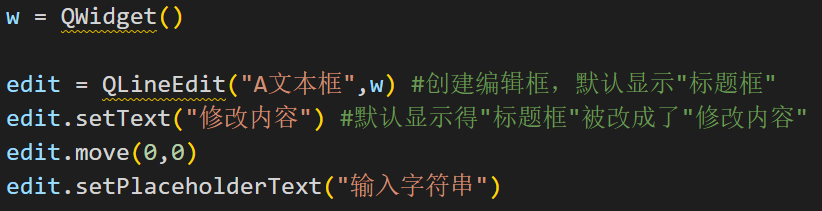 w = QWidget()
edit = QLineEdit("A文本框",w) #创建编辑框，默认显示"标题框"
edit.setText("修改内容") #默认显示得"标题框"被改成了"修改内容"
edit.move(0,0)
edit.setPlaceholderText("输入字符串")